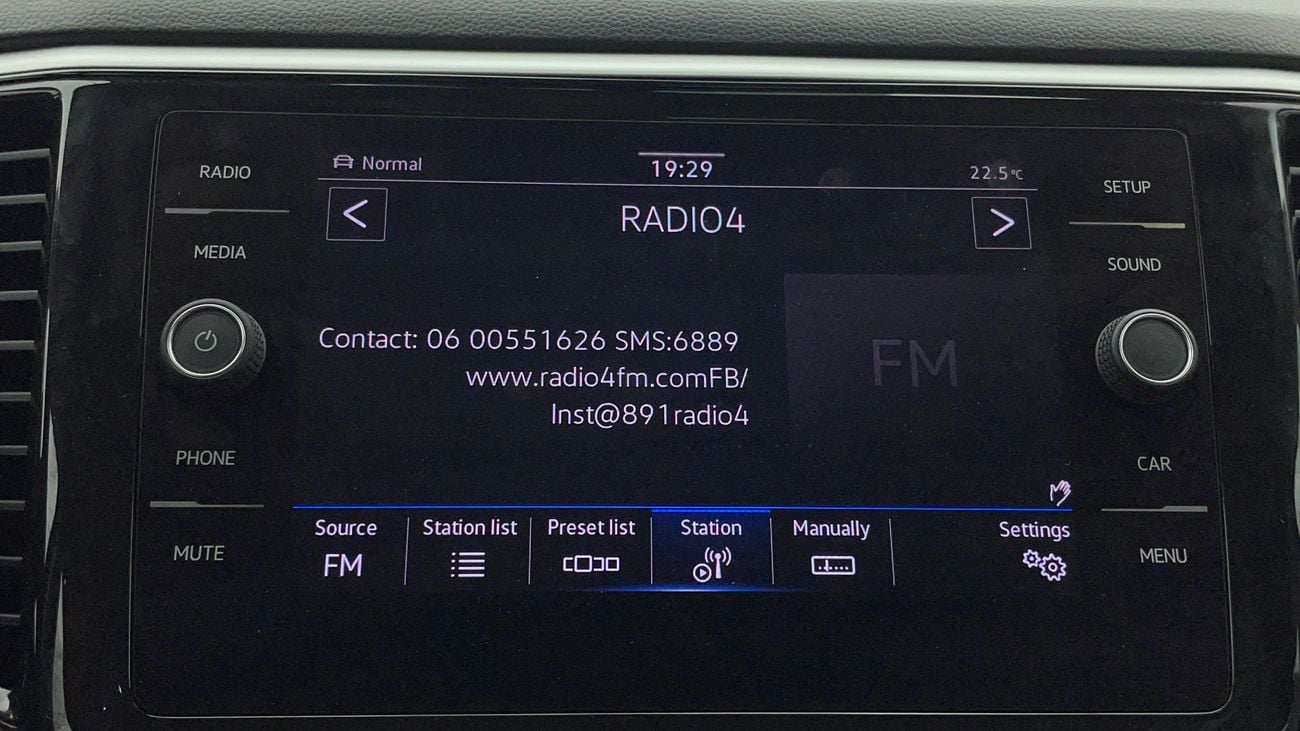 RADIO
MEDIA
PHONE
MUTE
Normal
19:29
22.5°C
<
RADIO4
>
Contact: 06 00551626 SMS:6889
www.radio4fm.comFB/
Inst@891radio4
FM
Source
FM
Station list
Preset list
Station
Manually
Settings
SETUP
SOUND
CAR
MENU